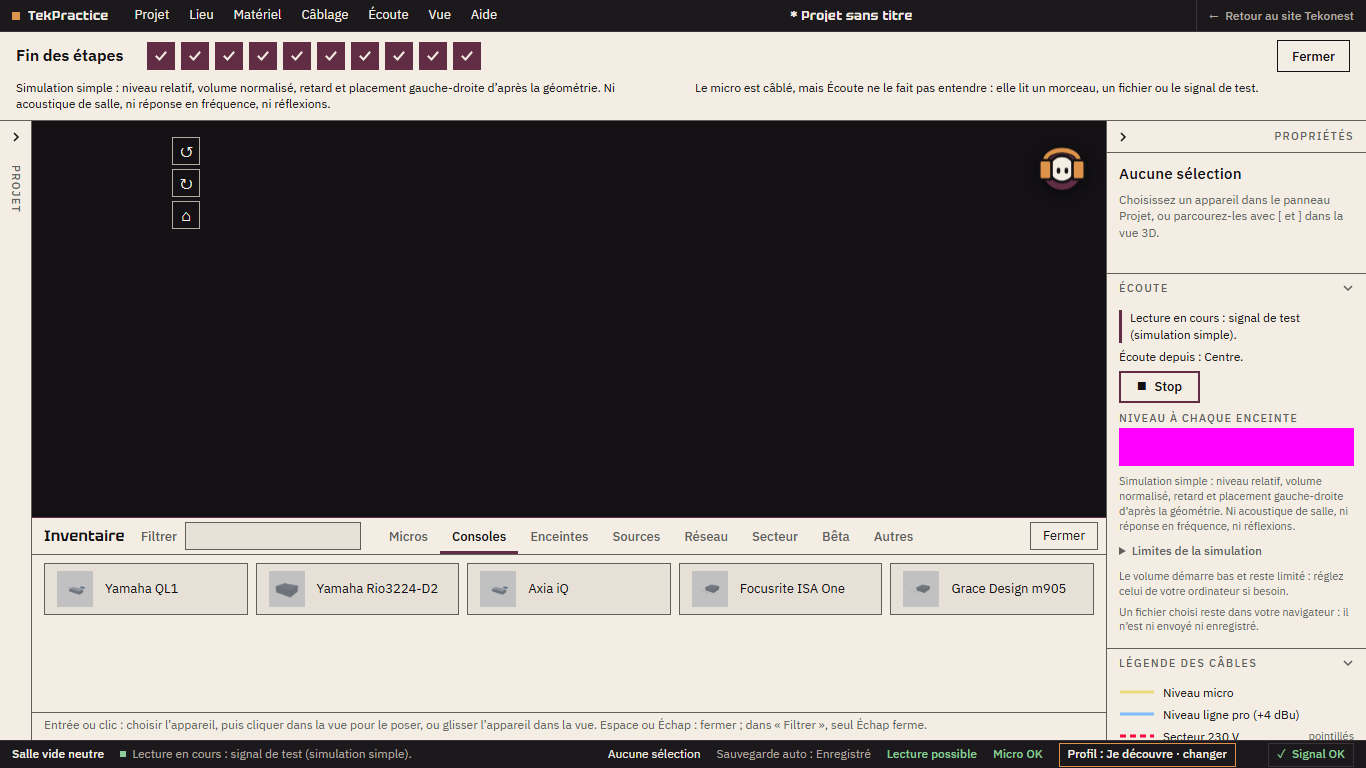 TekPractice Projet Lieu Matériel Câblage Écoute Vue Aide * Projet sans titre ← Retour au site Tekonest
Fin des étapes Fermer
Simulation simple : niveau relatif, volume normalisé, retard et placement gauche-droite d’après la géométrie. Ni
acoustique de salle, ni réponse en fréquence, ni réflexions.
Le micro est câblé, mais Écoute ne le fait pas entendre : elle lit un morceau, un fichier ou le signal de test.
PROJET
PROPRIÉTÉS
Aucune sélection
Choisissez un appareil dans le panneau
Projet, ou parcourez-les avec [ et ] dans la
vue 3D.
ÉCOUTE
Lecture en cours : signal de test
(simulation simple).
Écoute depuis : Centre.
Stop
NIVEAU À CHAQUE ENCEINTE
Simulation simple : niveau relatif, volume
normalisé, retard et placement gauche-droite
d’après la géométrie. Ni acoustique de salle, ni
réponse en fréquence, ni réflexions.
Limites de la simulation
Le volume démarre bas et reste limité : réglez
celui de votre ordinateur si besoin.
Un fichier choisi reste dans votre navigateur : il
n’est ni envoyé ni enregistré.
LÉGENDE DES CÂBLES
Niveau micro
Niveau ligne pro (+4 dBu)
Secteur 230 V pointillés
Inventaire Filtrer Micros Consoles Enceintes Sources Réseau Secteur Bêta Autres Fermer
Yamaha QL1 Yamaha Rio3224-D2 Axia iQ Focusrite ISA One Grace Design m905
Entrée ou clic : choisir l’appareil, puis cliquer dans la vue pour le poser, ou glisser l’appareil dans la vue. Espace ou Échap : fermer ; dans « Filtrer », seul Échap ferme.
Salle vide neutre Lecture en cours : signal de test (simulation simple). Aucune sélection Sauvegarde auto : Enregistré Lecture possible Micro OK Profil : Je découvre · changer ✓ Signal OK